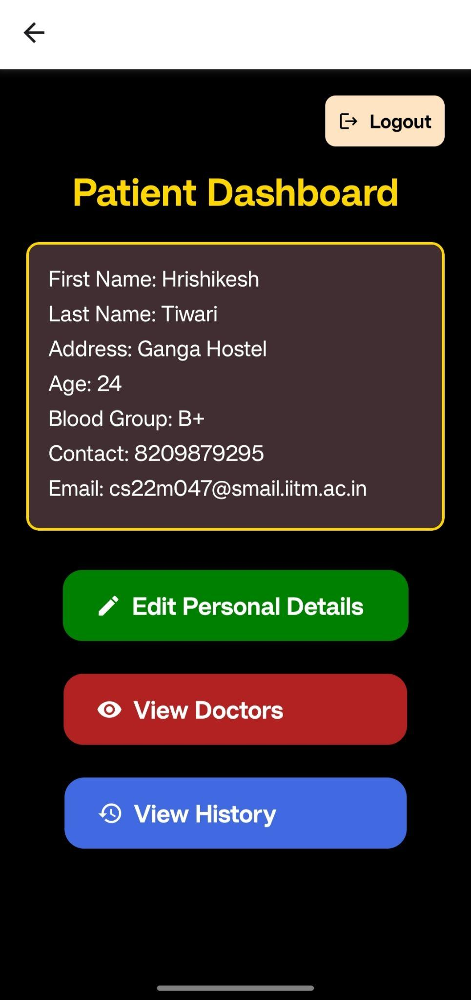 Logout
Patient Dashboard
First Name: Hrishikesh
Last Name: Tiwari
Address: Ganga Hostel
Age: 24
Blood Group: B+
Contact: 8209879295
Email: cs22m047@smail.iitm.ac.in
Edit Personal Details
View Doctors
View History